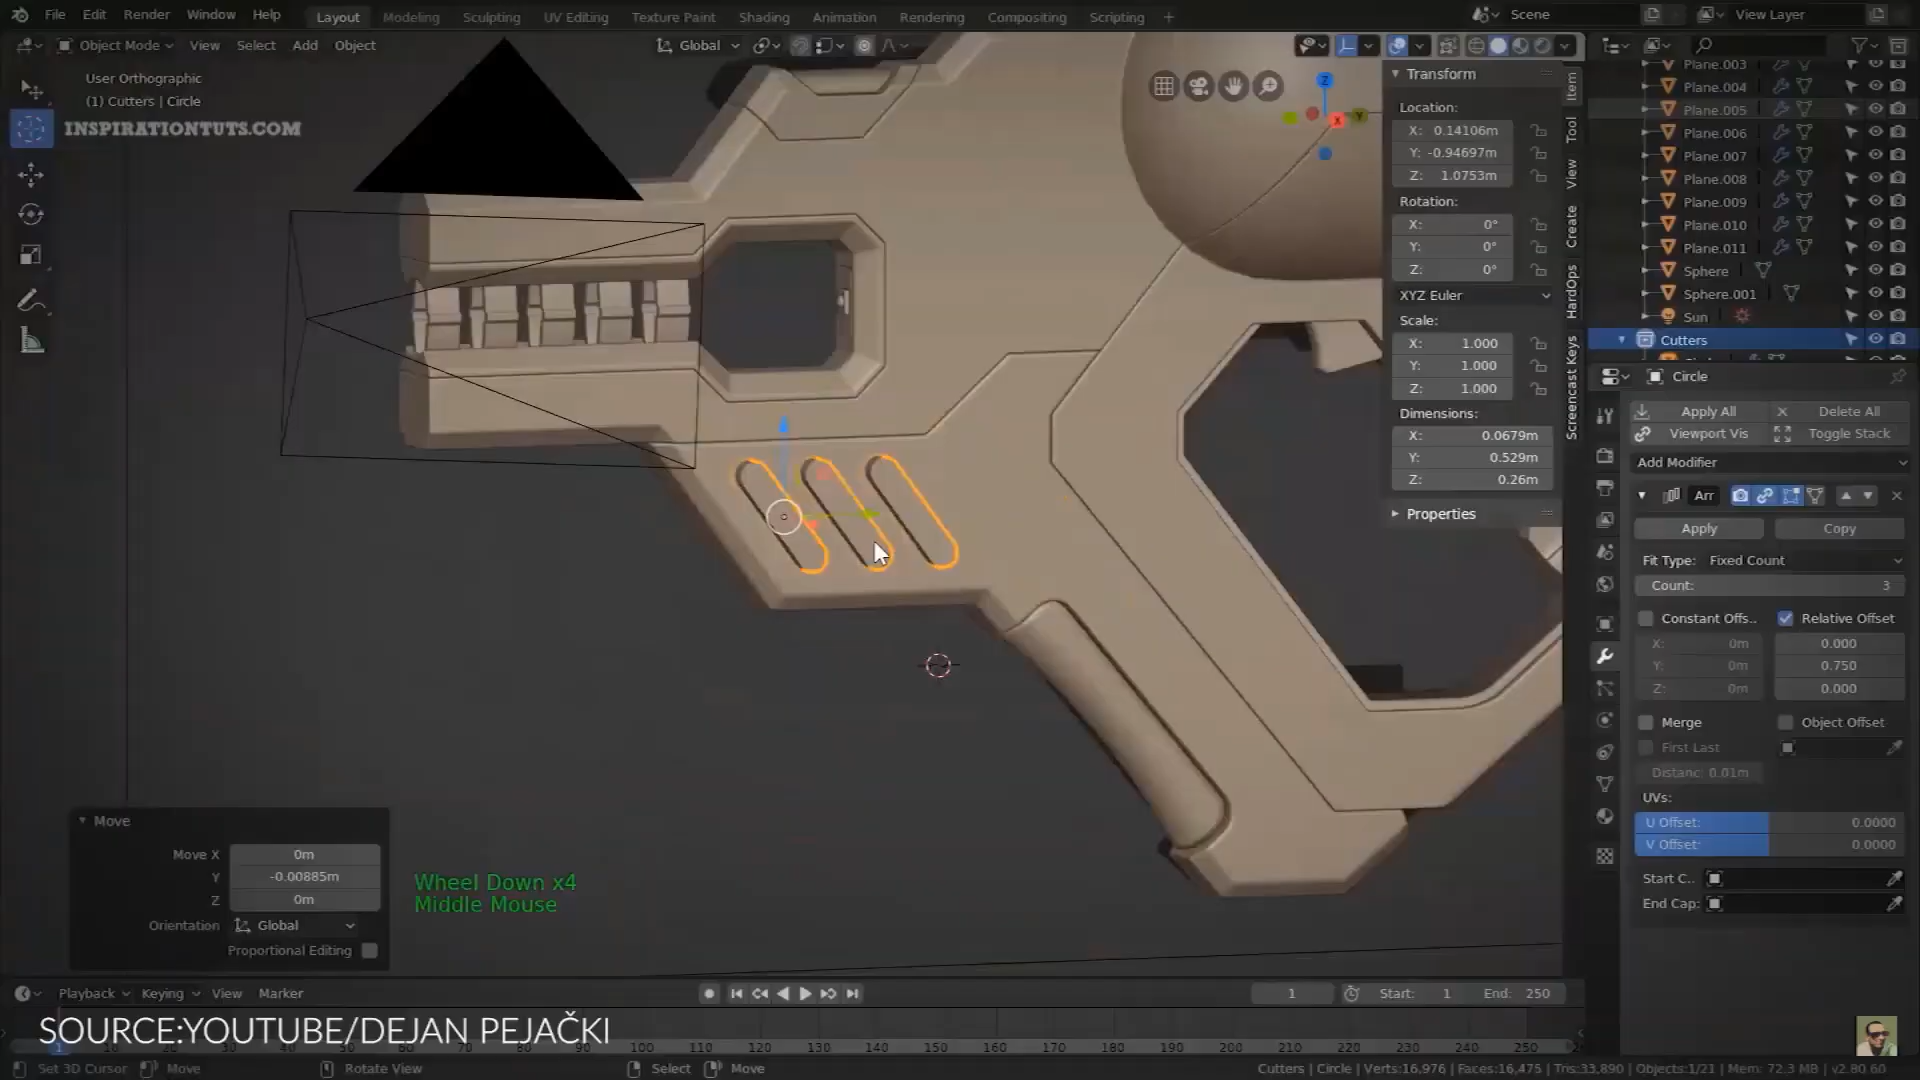 File Edit Render Window Help
Layout Modeling Sculpting UV Editing Texture Paint Shading Animation Rendering Compositing Scripting +
Scene
View Layer
Object Mode View Select Add Object
Global
User Orthographic
(1) Cutters | Circle
INSPIRATIONTUTS.COM
Z
X
Y
Transform
Location:
X: 0.14106m
Y: -0.94697m
Z: 1.0753m
Rotation:
X: 0°
Y: 0°
Z: 0°
XYZ Euler
Scale:
X: 1.000
Y: 1.000
Z: 1.000
Dimensions:
X: 0.0679m
Y: 0.529m
Z: 0.26m
Properties
Item
Tool
View
Create
HardOps
Screencast Keys
Plane.003
Plane.004
Plane.005
Plane.006
Plane.007
Plane.008
Plane.009
Plane.010
Plane.011
Sphere
Sphere.001
Sun
Cutters
Circle
Apply All Delete All
Viewport Vis Toggle Stack
Add Modifier
Arr
Apply Copy
Fit Type: Fixed Count
Count: 3
Constant Offs.. Relative Offset
X: 0m 0.000
Y: 0m 0.750
Z: 0m 0.000
Merge Object Offset
First Last
Distanc: 0.01m
UVs:
U Offset: 0.0000
V Offset: 0.0000
Start C..
End Cap:
Move
Move X 0m
Y -0.00885m
Z 0m
Orientation Global
Proportional Editing
Wheel Down x4
Middle Mouse
Playback Keying View Marker
1 Start: 1 End: 250
SOURCE:YOUTUBE/DEJAN PEJAČKI
1 10 20 30 40 50 60 70 80 90 100 110 120 130 140 150 160 170 180 190 200 210 220 230 240 250
Set 3D Cursor Move Rotate View Select Move
Cutters | Circle | Verts:16,976 | Faces:16,475 | Tris:33,890 | Objects:1/21 | Mem: 72.3 MB | v2.80.60